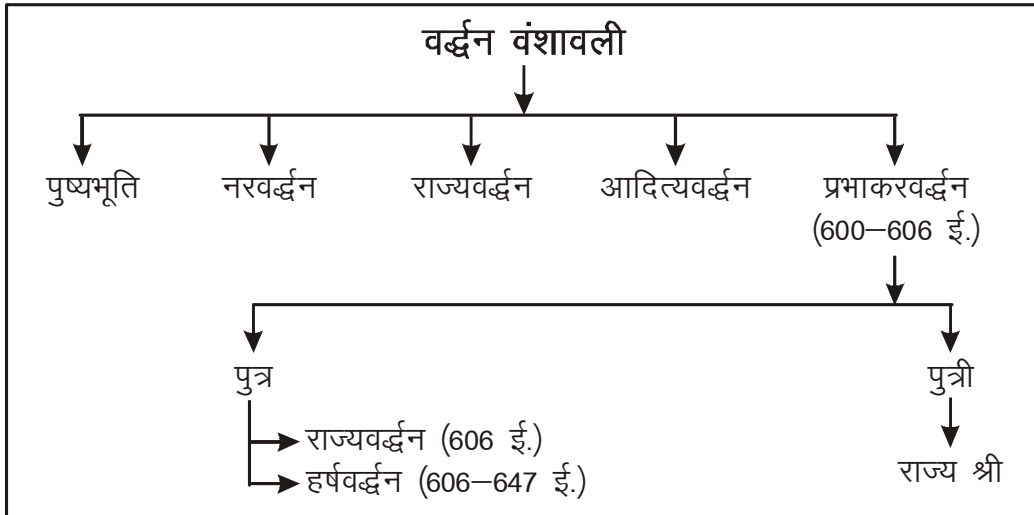 वर्द्धन वंशावली
पुष्यभूति नरवर्द्धन राज्यवर्द्धन आदित्यवर्द्धन प्रभाकरवर्द्धन
(600–606 ई.)
पुत्र पुत्री
राज्यवर्द्धन (606 ई.)
हर्षवर्द्धन (606–647 ई.)
राज्य श्री